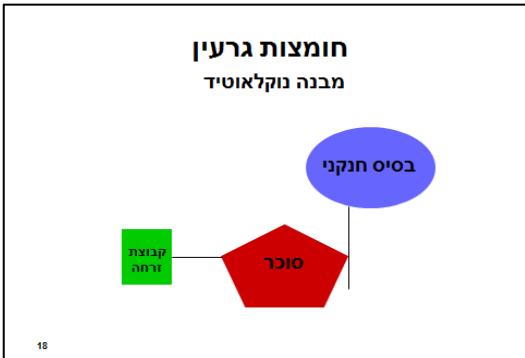 חומצות גרעין
מבנה נוקלאוטיד
בסיס חנקני
קבוצת
זרחה
סוכר
18